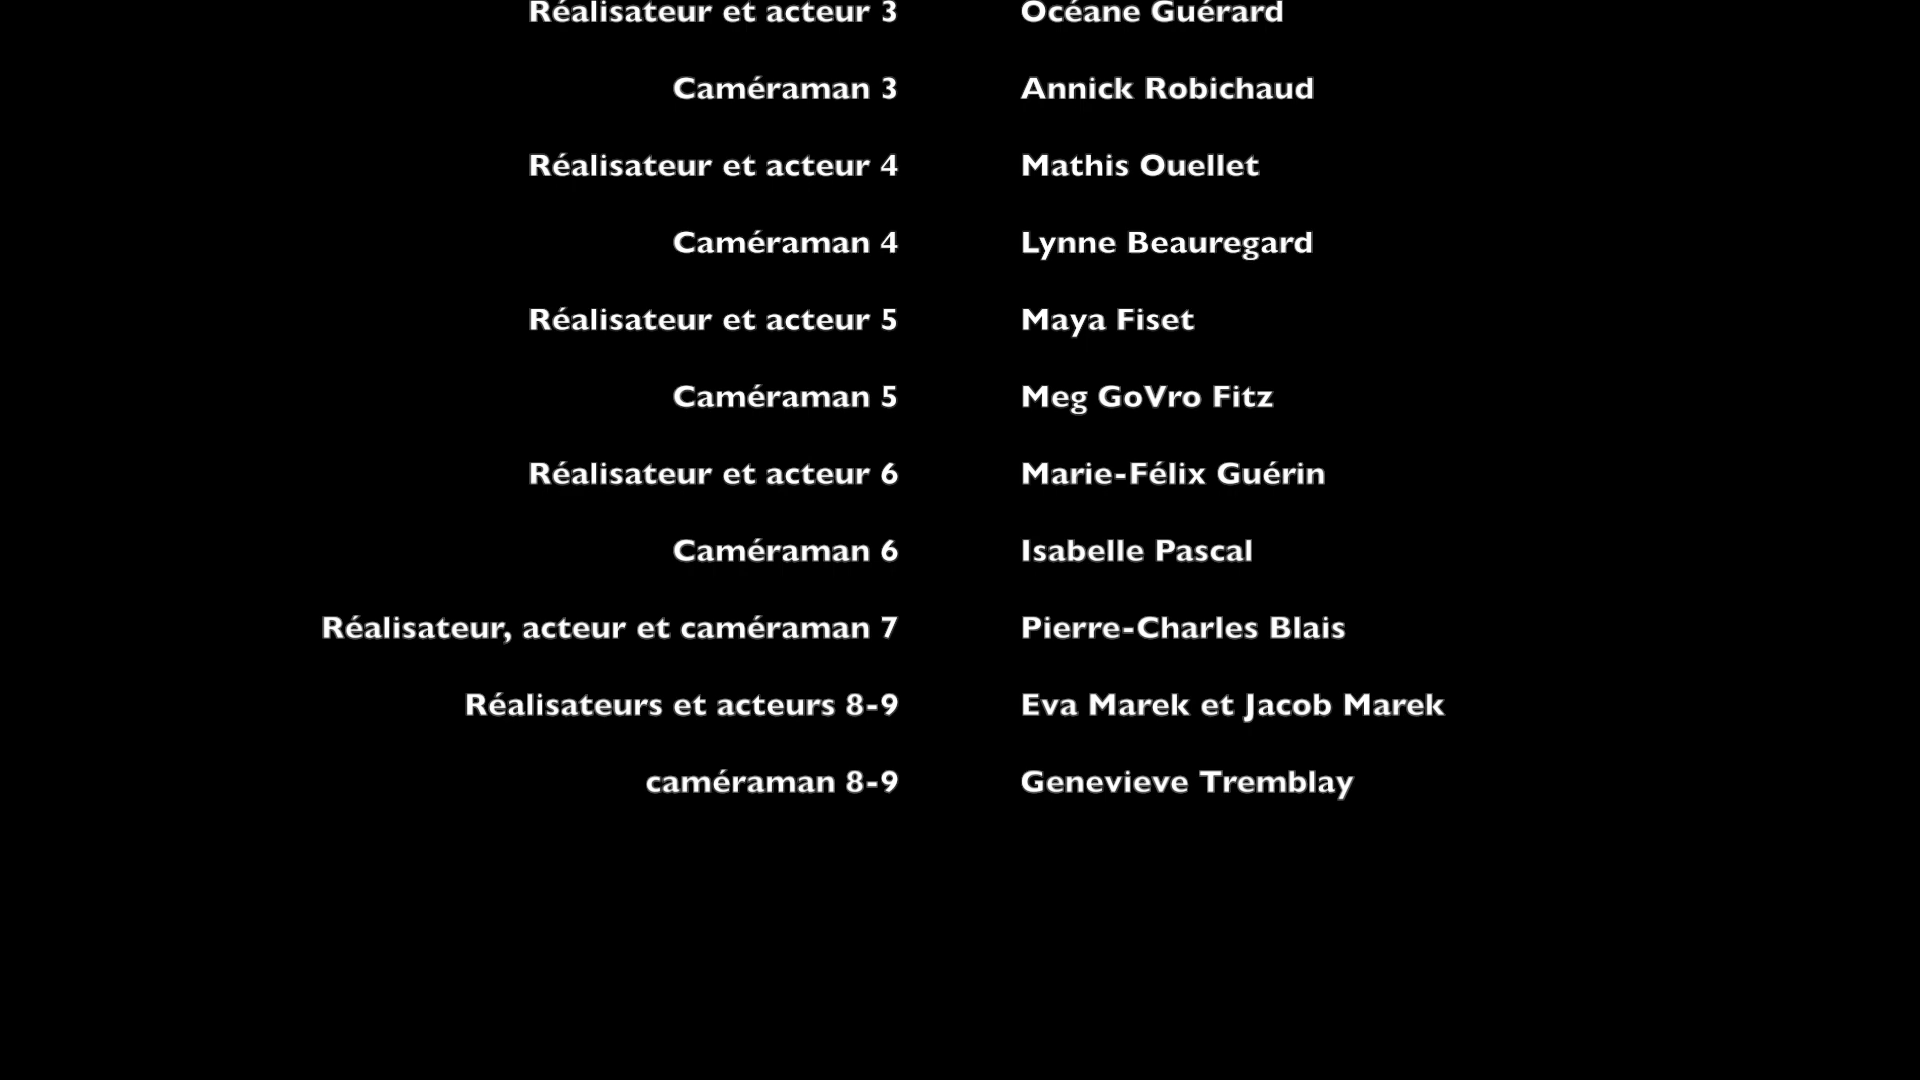 Réalisateur et acteur 3 Océane Guérard
Caméraman 3 Annick Robichaud
Réalisateur et acteur 4 Mathis Ouellet
Caméraman 4 Lynne Beauregard
Réalisateur et acteur 5 Maya Fiset
Caméraman 5 Meg GoVro Fitz
Réalisateur et acteur 6 Marie-Félix Guérin
Caméraman 6 Isabelle Pascal
Réalisateur, acteur et caméraman 7 Pierre-Charles Blais
Réalisateurs et acteurs 8-9 Eva Marek et Jacob Marek
caméraman 8-9 Genevieve Tremblay